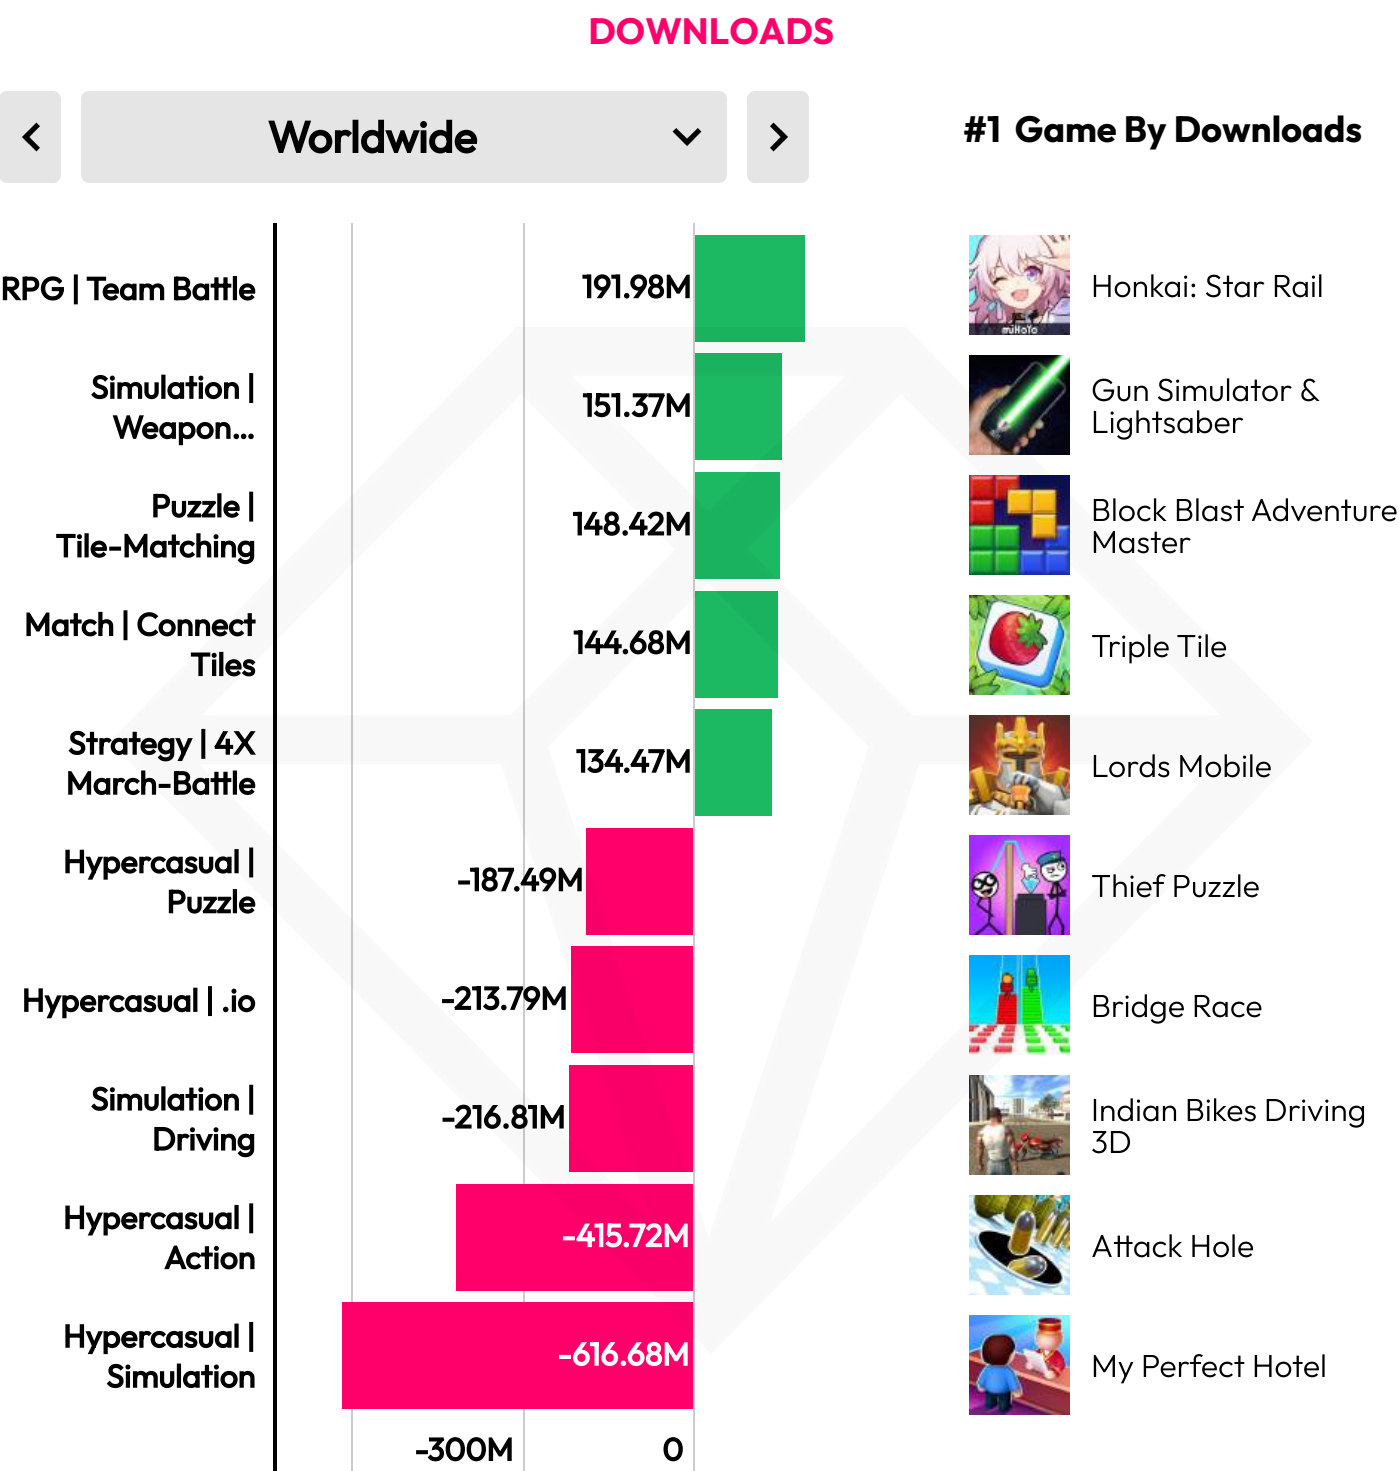 DOWNLOADS
Worldwide
#1 Game By Downloads
RPG | Team Battle
191.98M
Honkai: Star Rail
miHoYo
Simulation |
Weapon...
151.37M
Gun Simulator &
Lightsaber
Puzzle |
Tile-Matching
148.42M
Block Blast Adventure
Master
Match | Connect
Tiles
144.68M
Triple Tile
Strategy | 4X
March-Battle
134.47M
Lords Mobile
Hypercasual |
Puzzle
-187.49M
Thief Puzzle
Hypercasual | .io
-213.79M
Bridge Race
Simulation |
Driving
-216.81M
Indian Bikes Driving
3D
Hypercasual |
Action
-415.72M
Attack Hole
Hypercasual |
Simulation
-616.68M
My Perfect Hotel
-300M
0